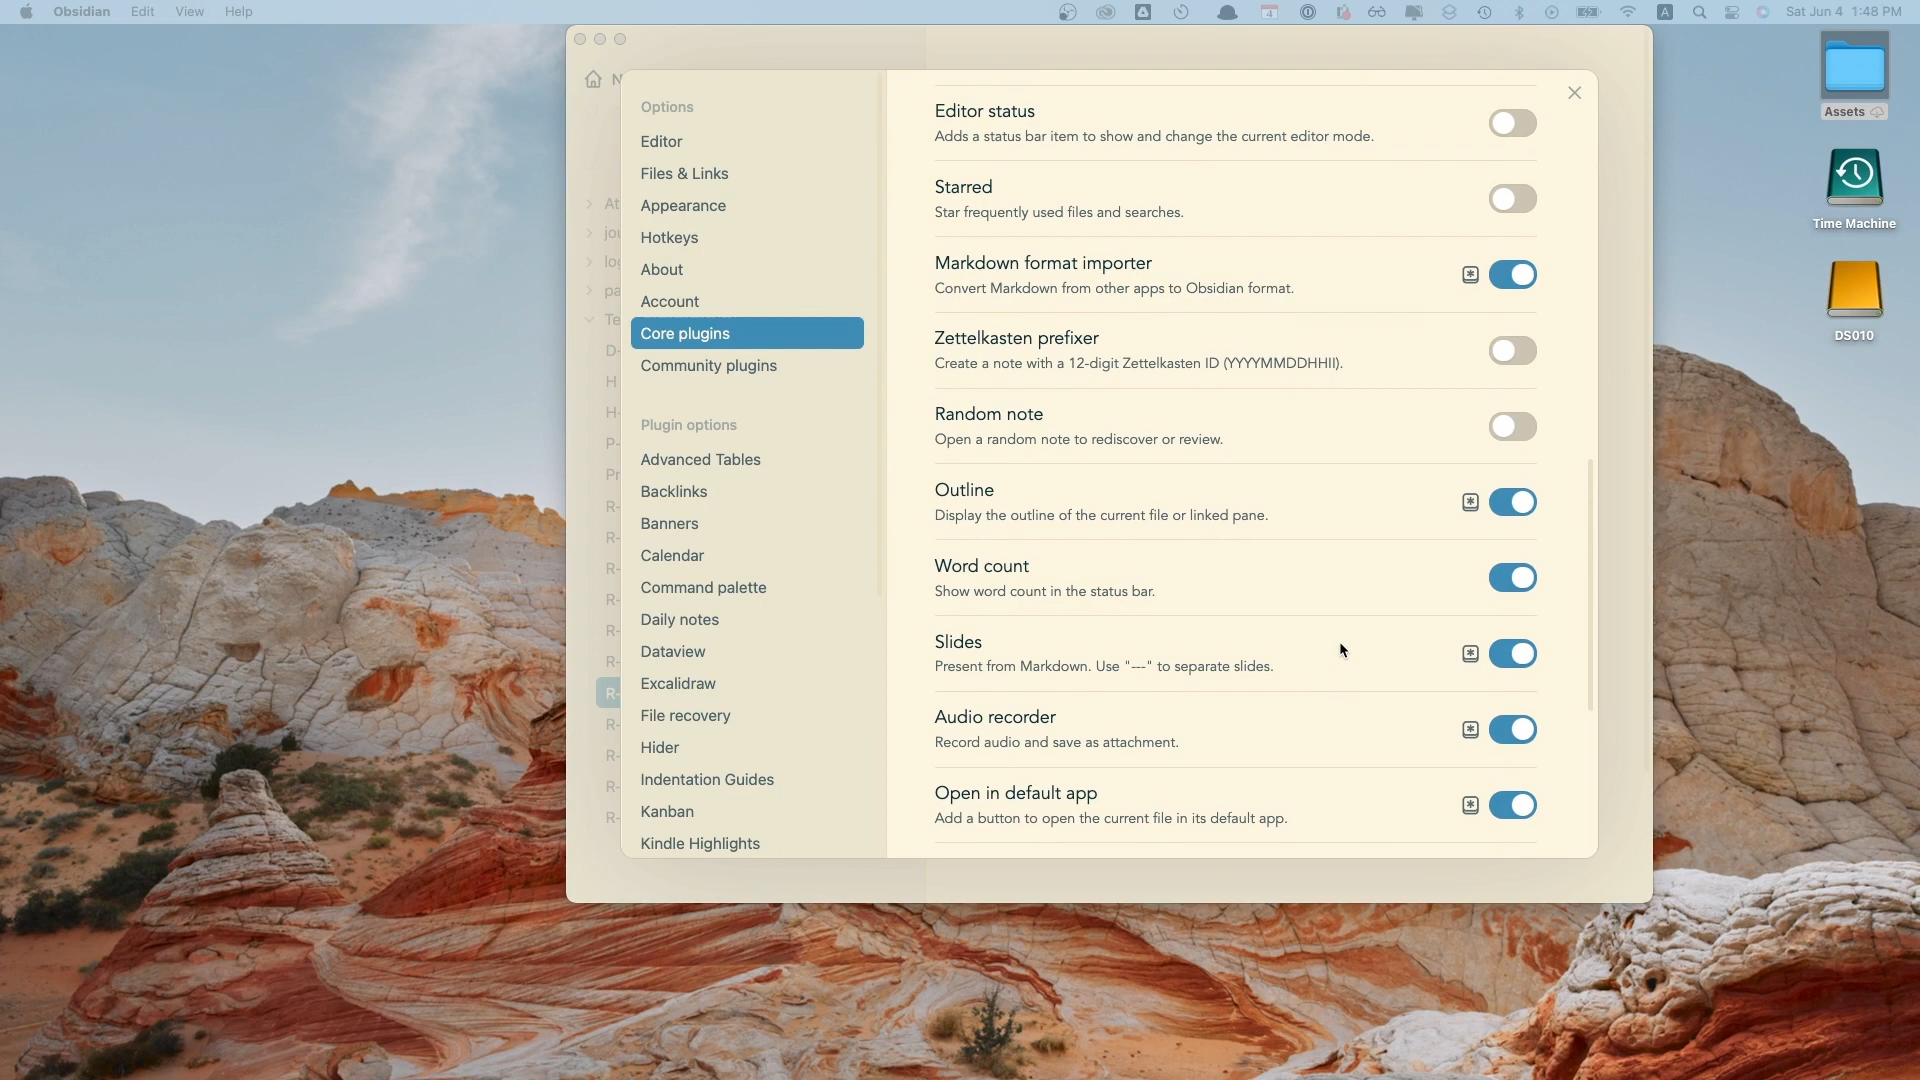 Obsidian Edit View Help
4 A Sat Jun 4 1:48 PM
Assets
Time Machine
DS010
N
At
jou
log
pa
Te
D-
H
H-
P-
Pr
R-
R-
R-
R-
R-
R-
R-
R-
R-
R-
R-
Options
Editor
Files & Links
Appearance
Hotkeys
About
Account
Core plugins
Community plugins
Plugin options
Advanced Tables
Backlinks
Banners
Calendar
Command palette
Daily notes
Dataview
Excalidraw
File recovery
Hider
Indentation Guides
Kanban
Kindle Highlights
Editor status
Adds a status bar item to show and change the current editor mode.
Starred
Star frequently used files and searches.
Markdown format importer
Convert Markdown from other apps to Obsidian format.
Zettelkasten prefixer
Create a note with a 12-digit Zettelkasten ID (YYYYMMDDHHII).
Random note
Open a random note to rediscover or review.
Outline
Display the outline of the current file or linked pane.
Word count
Show word count in the status bar.
Slides
Present from Markdown. Use "---" to separate slides.
Audio recorder
Record audio and save as attachment.
Open in default app
Add a button to open the current file in its default app.